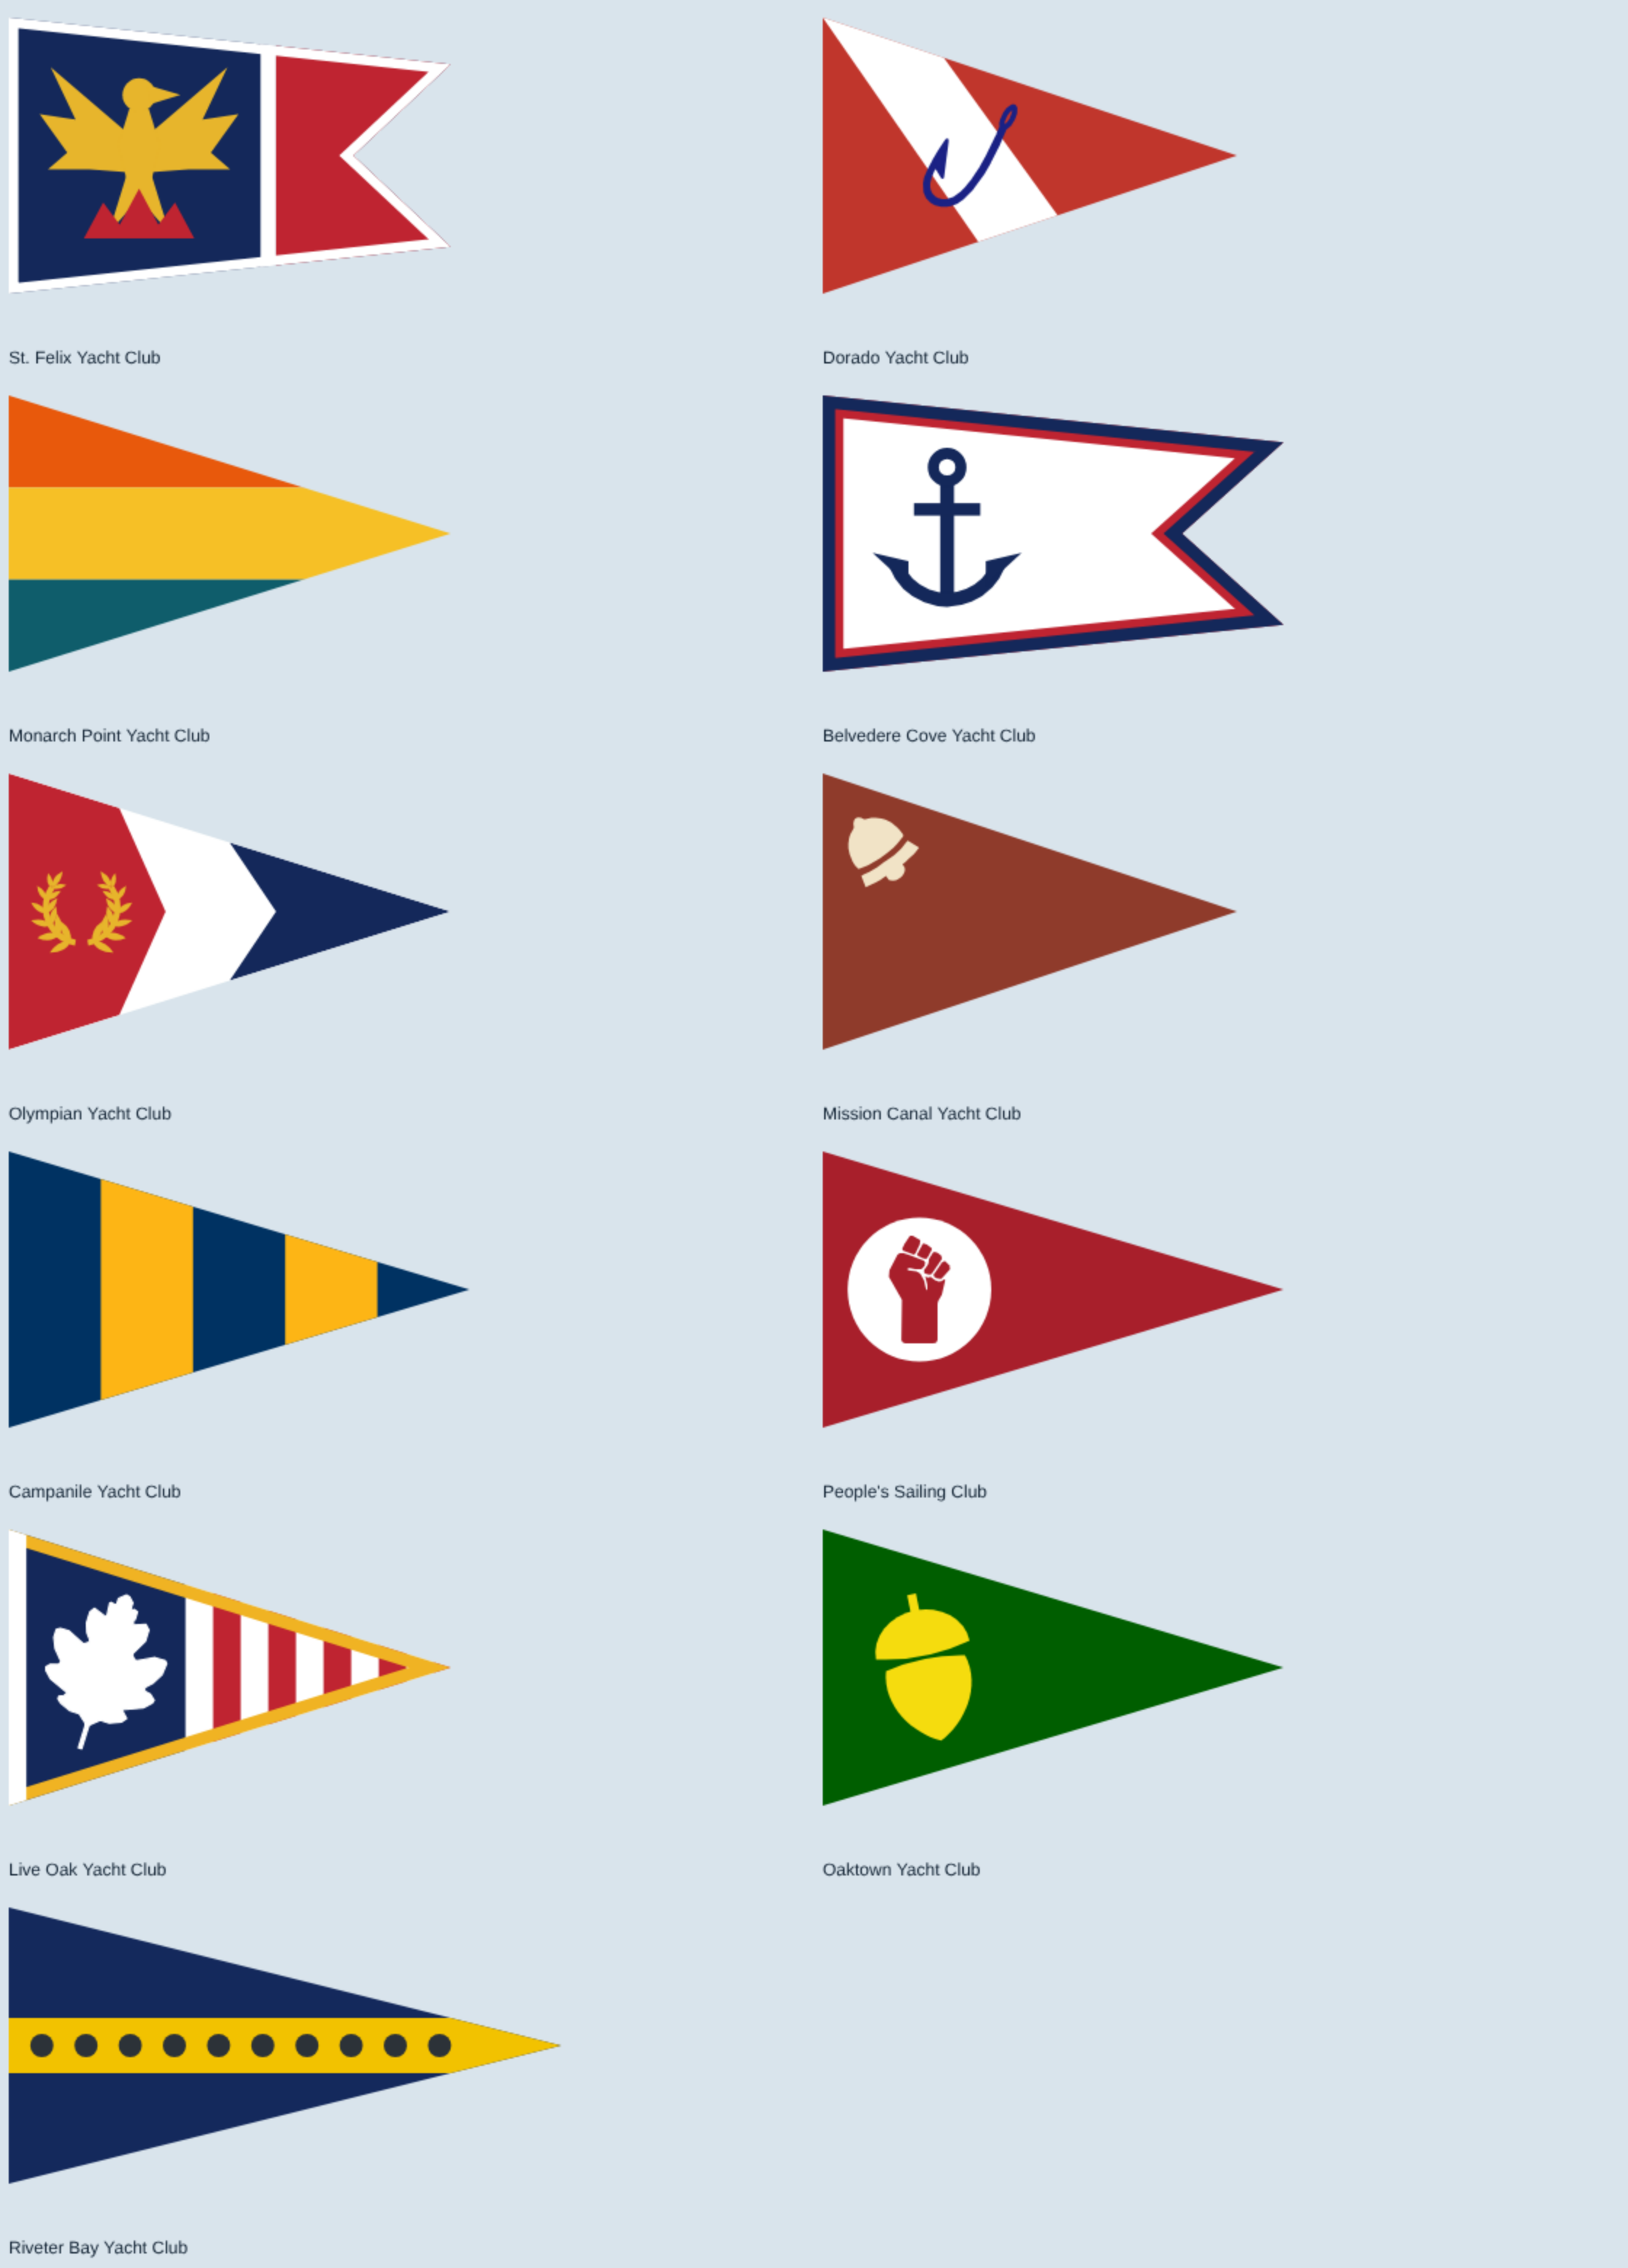 St. Felix Yacht Club
Dorado Yacht Club
Monarch Point Yacht Club
Belvedere Cove Yacht Club
Olympian Yacht Club
Mission Canal Yacht Club
Campanile Yacht Club
People's Sailing Club
Live Oak Yacht Club
Oaktown Yacht Club
Riveter Bay Yacht Club